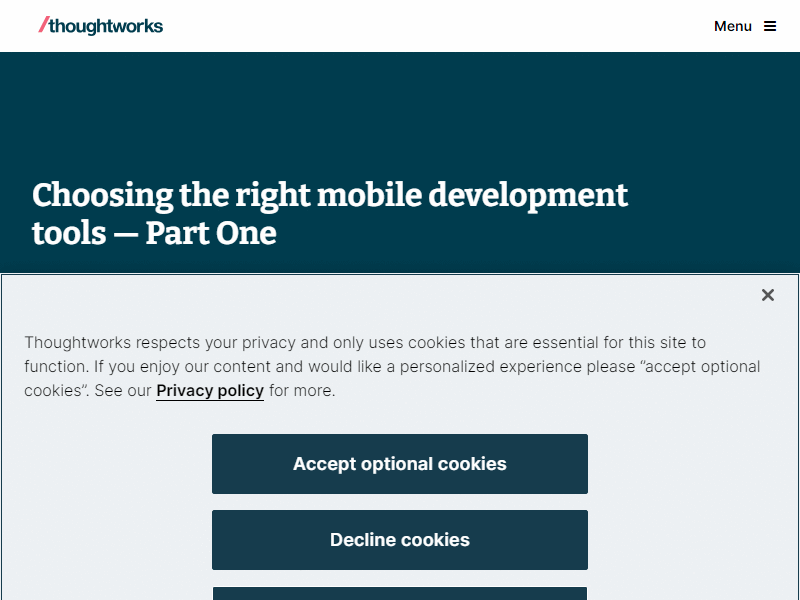 /thoughtworks
Menu
Choosing the right mobile development
tools — Part One
Thoughtworks respects your privacy and only uses cookies that are essential for this site to
function. If you enjoy our content and would like a personalized experience please “accept optional
cookies”. See our Privacy policy for more.
Accept optional cookies
Decline cookies